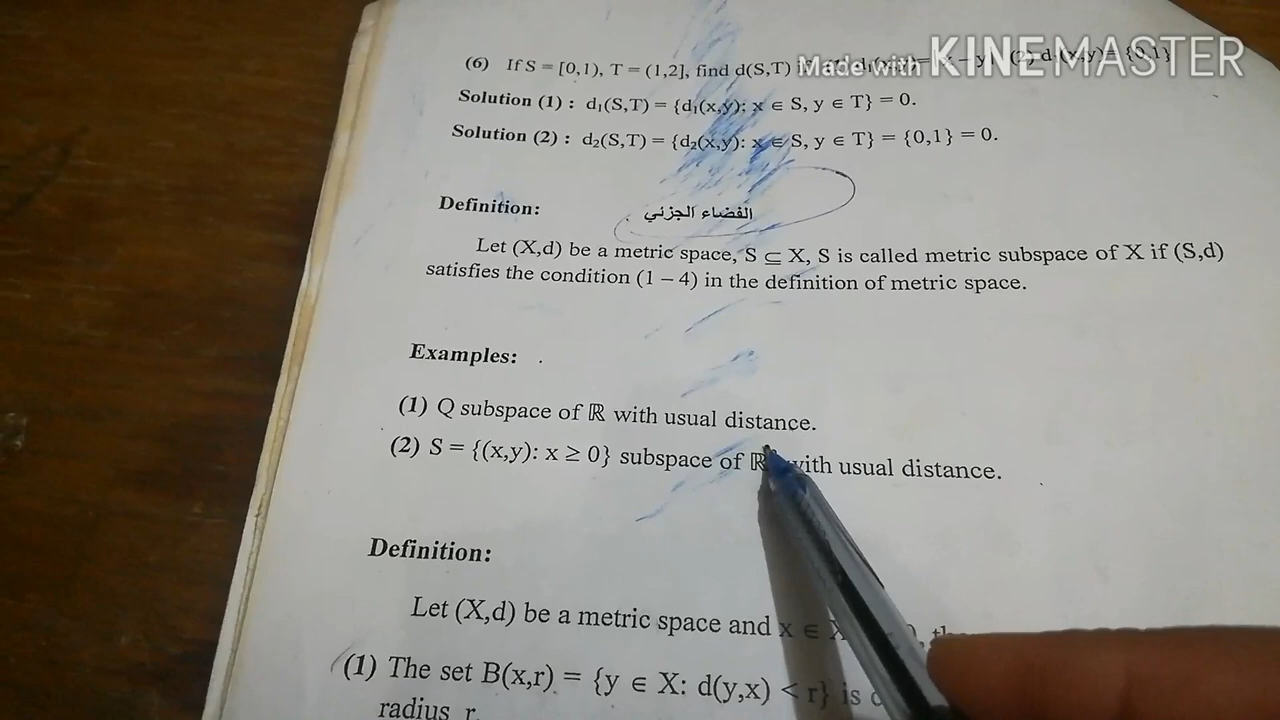 (6) If S = [0,1), T = (1,2], find d(S,T)
Made with KINEMASTER
Solution (1) : d₁(S,T) = {d₁(x,y); x ∈ S, y ∈ T} = 0.
Solution (2) : d₂(S,T) = {d₂(x,y): x ∈ S, y ∈ T} = {0,1} = 0.
Definition: الفضاء الجزئي
Let (X,d) be a metric space, S ⊆ X, S is called metric subspace of X if (S,d)
satisfies the condition (1 – 4) in the definition of metric space.
Examples:
(1) Q subspace of ℝ with usual distance.
(2) S = {(x,y): x ≥ 0} subspace of ℝ with usual distance.
Definition:
Let (X,d) be a metric space and x ∈
(1) The set B(x,r) = {y ∈ X: d(y,x) < r} is
radius r.